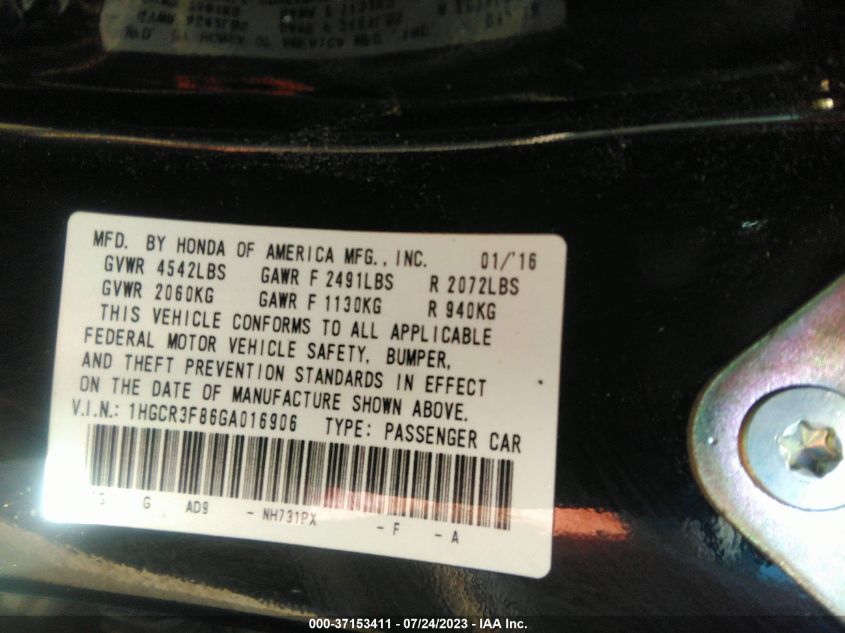 MFD. BY HONDA OF AMERICA MFG., INC. 01/'16
GVWR 4542LBS GAWR F 2491LBS R 2072LBS
GVWR 2060KG GAWR F 1130KG R 940KG
THIS VEHICLE CONFORMS TO ALL APPLICABLE
FEDERAL MOTOR VEHICLE SAFETY, BUMPER,
AND THEFT PREVENTION STANDARDS IN EFFECT
ON THE DATE OF MANUFACTURE SHOWN ABOVE.
V.I.N.: 1HGCR3F86GA016906 TYPE: PASSENGER CAR
G AD9 - NH731PX - F - A
000-37153411 - 07/24/2023 - IAA Inc.